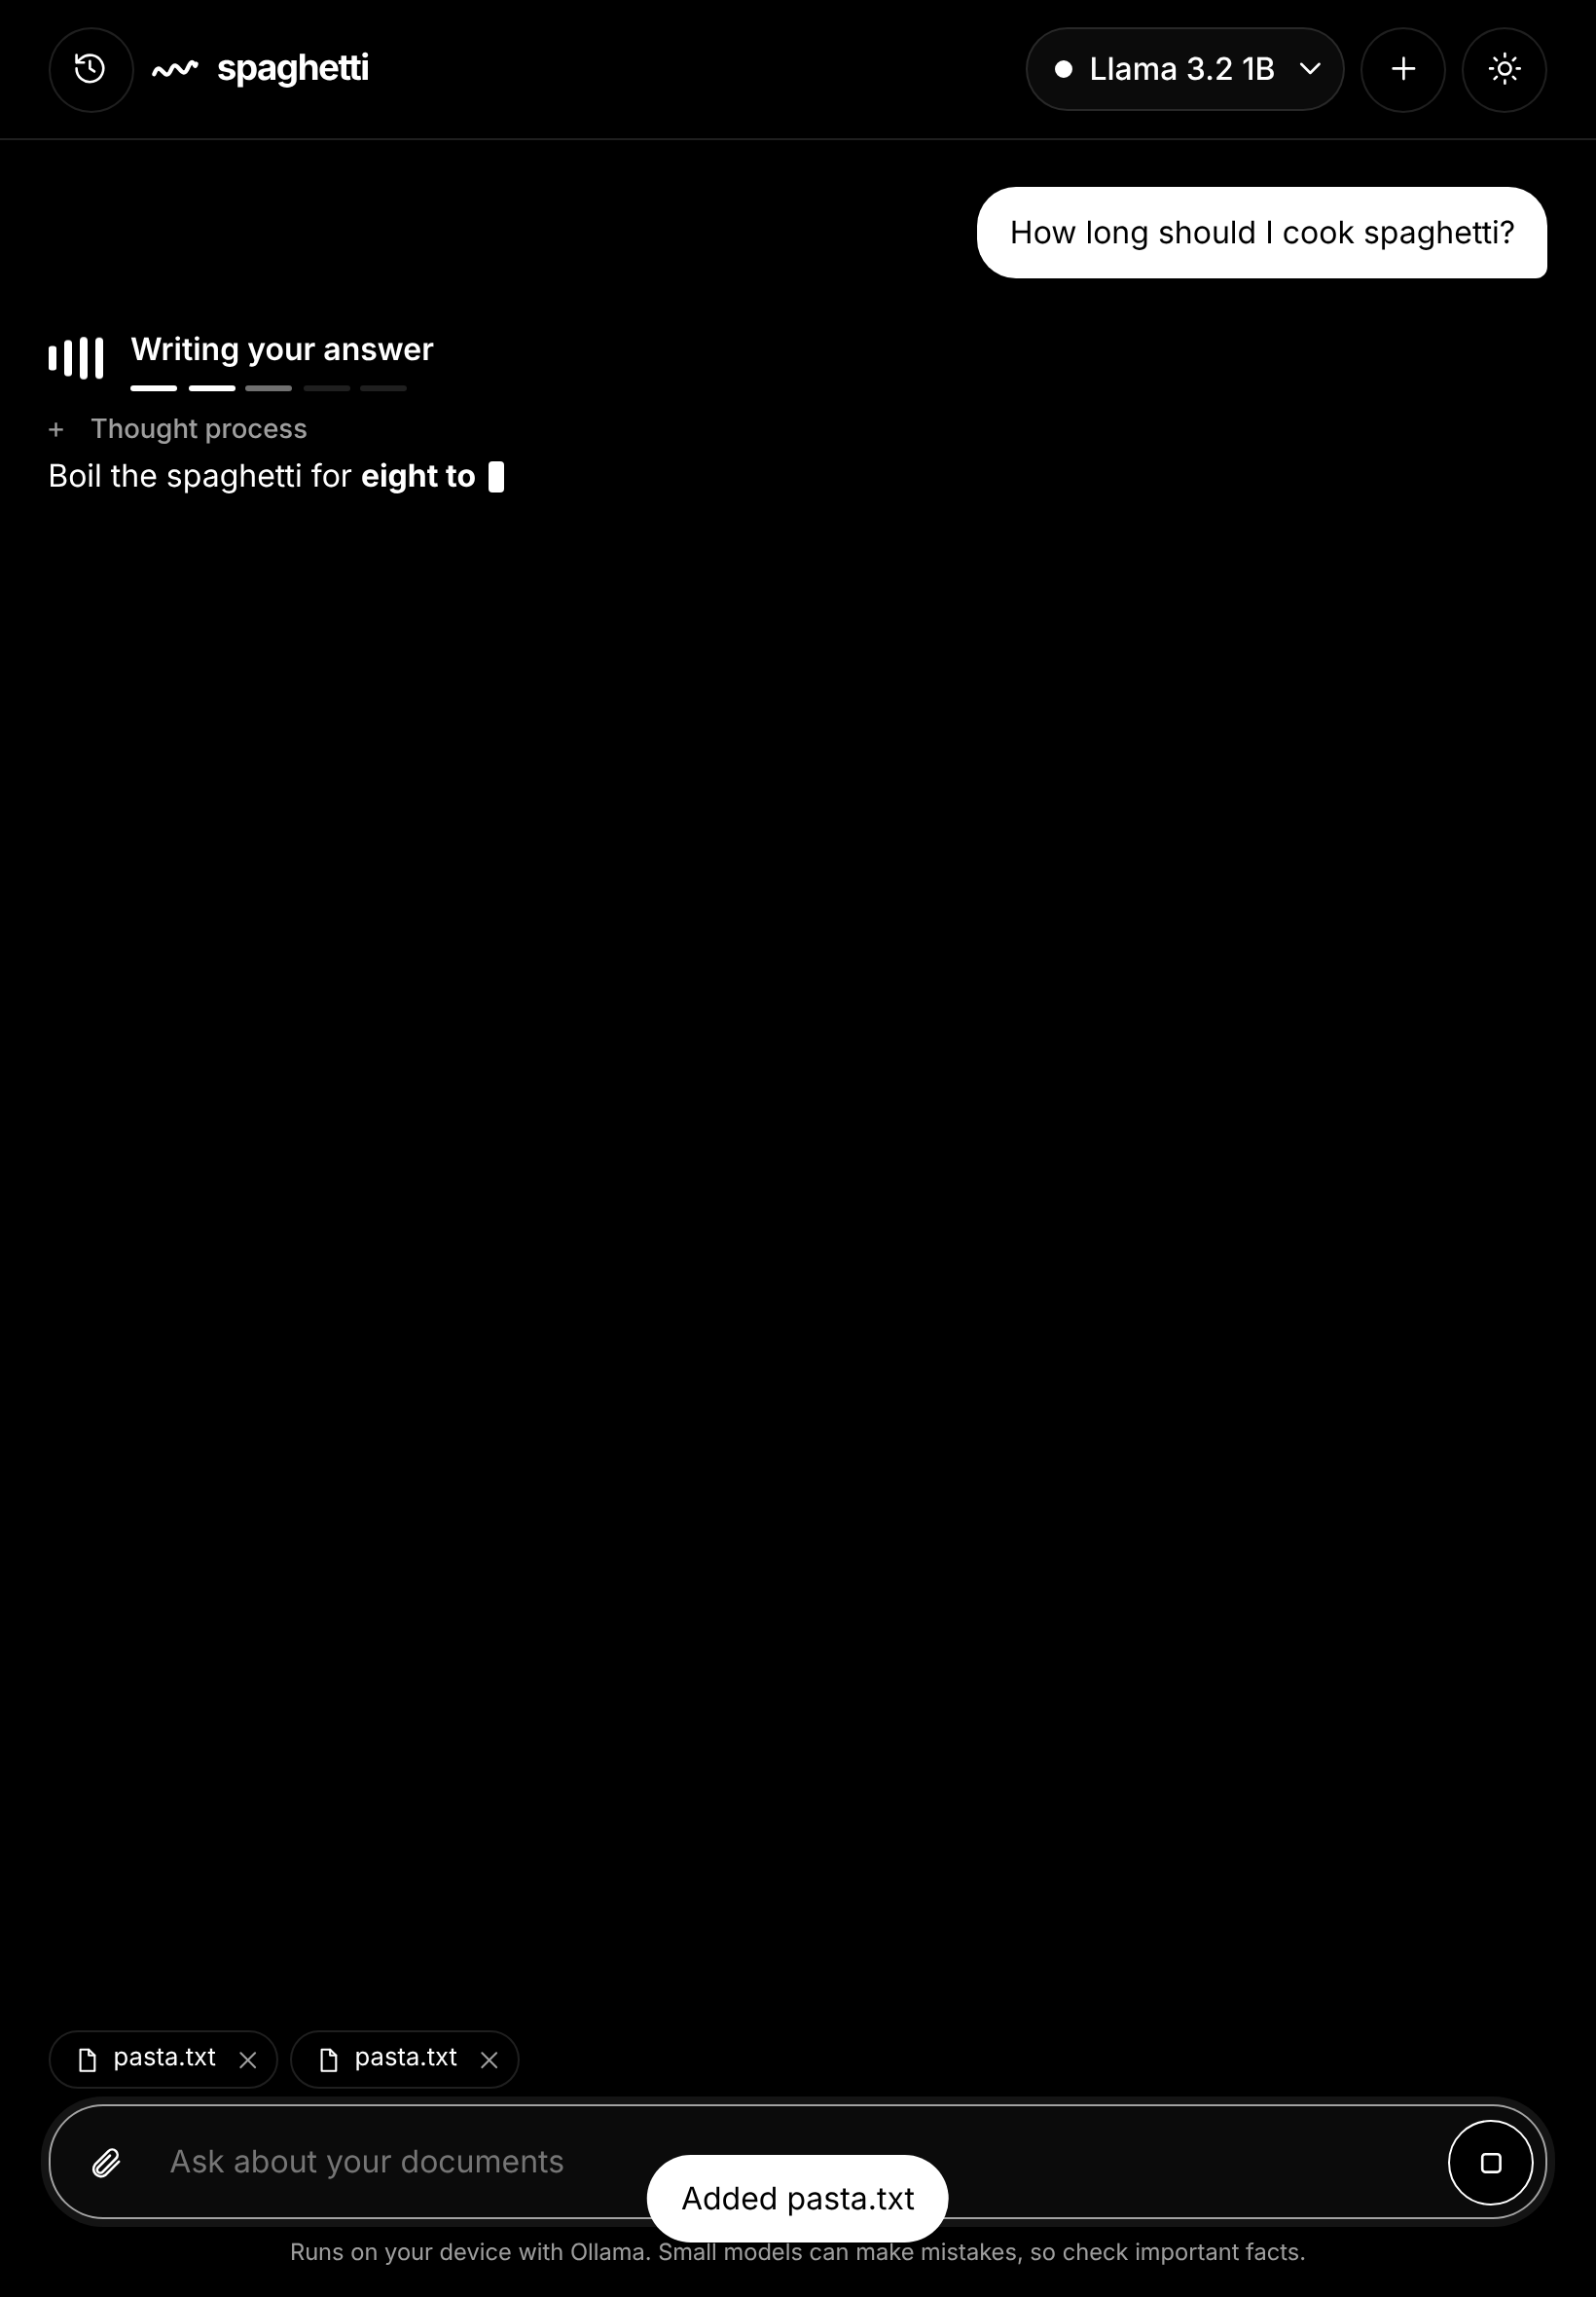 spaghetti
Llama 3.2 1B
How long should I cook spaghetti?
Writing your answer
+ Thought process
Boil the spaghetti for eight to
pasta.txt
pasta.txt
Ask about your documents
Added pasta.txt
Runs on your device with Ollama. Small models can make mistakes, so check important facts.